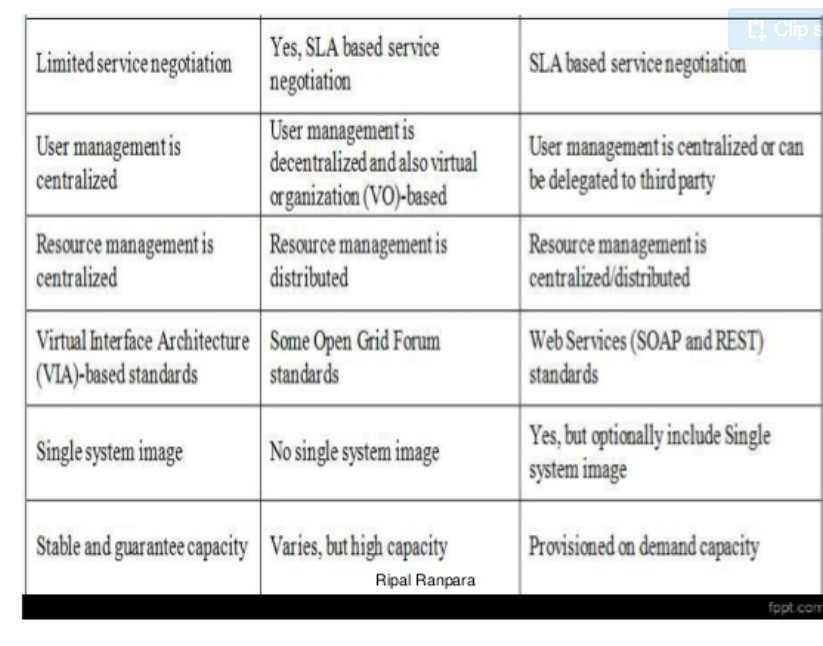 Clip s
Limited service negotiation
Yes, SLA based service
negotiation
SLA based service negotiation
User management is
centralized
User management is
decentralized and also virtual
organization (VO)-based
User management is centralized or can
be delegated to third party
Resource management is
centralized
Resource management is
distributed
Resource management is
centralized/distributed
Virtual Interface Architecture
(VIA)-based standards
Some Open Grid Forum
standards
Web Services (SOAP and REST)
standards
Single system image
No single system image
Yes, but optionally include Single
system image
Stable and guarantee capacity
Varies, but high capacity
Provisioned on demand capacity
Ripal Ranpara
fppt.com